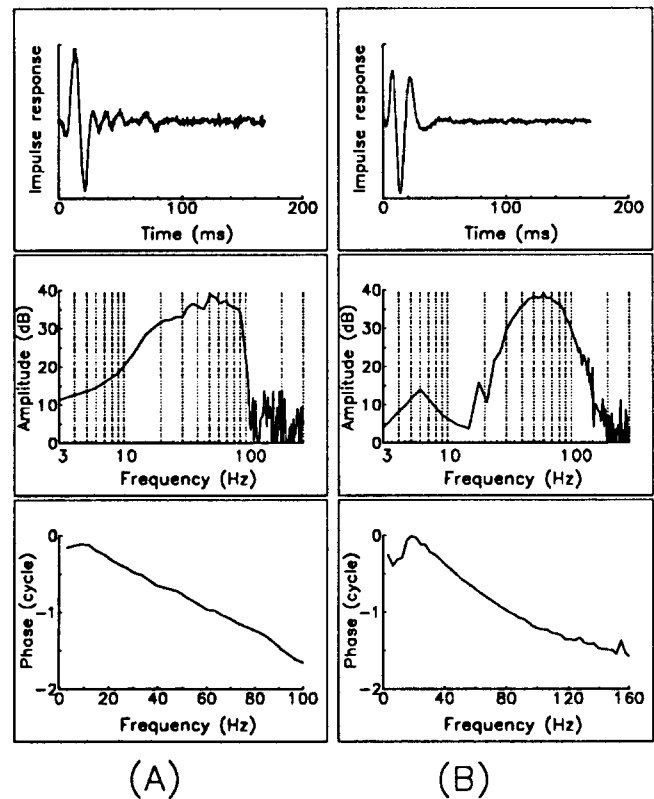 Impulse response
0 100 200
Time (ms)
Impulse response
0 100 200
Time (ms)
Amplitude (dB)
40
30
20
10
0
3 10 100
Frequency (Hz)
Amplitude (dB)
40
30
20
10
0
3 10 100
Frequency (Hz)
Phase (cycle)
0
-1
-2
0 20 40 60 80 100
Frequency (Hz)
Phase (cycle)
0
-1
-2
0 40 80 120 160
Frequency (Hz)
(A) (B)